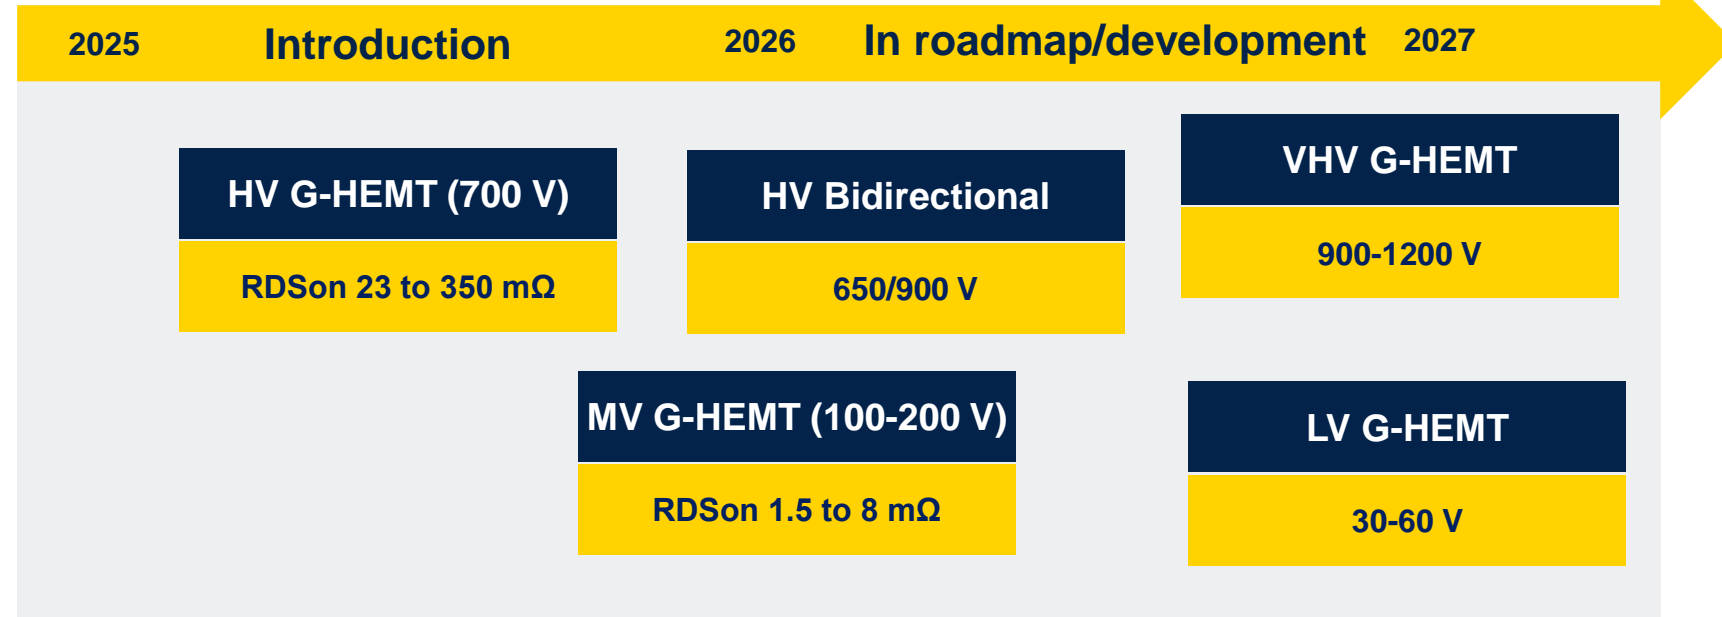 2025 Introduction 2026 In roadmap/development 2027
HV G-HEMT (700 V)
RDSon 23 to 350 mΩ
HV Bidirectional
650/900 V
VHV G-HEMT
900-1200 V
MV G-HEMT (100-200 V)
RDSon 1.5 to 8 mΩ
LV G-HEMT
30-60 V